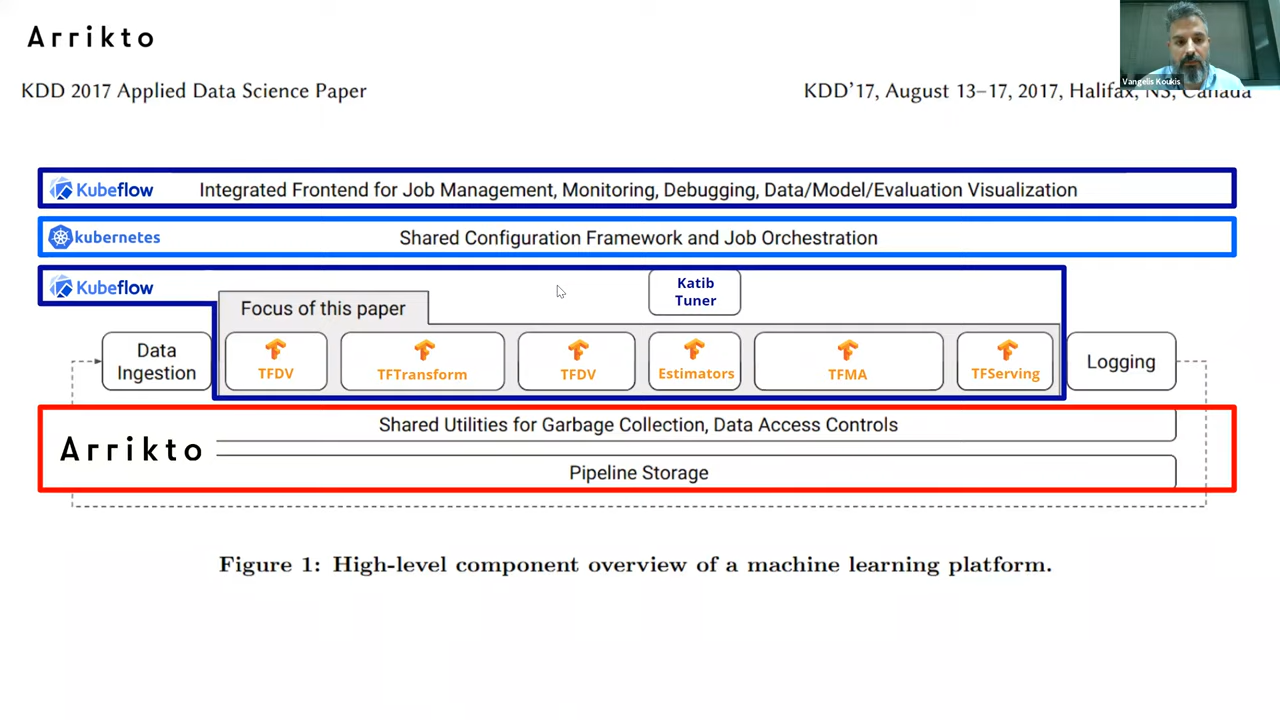 Arrikto
Vangelis Koukis
KDD 2017 Applied Data Science Paper
KDD'17, August 13–17, 2017, Halifax, NS, Canada
Kubeflow
Integrated Frontend for Job Management, Monitoring, Debugging, Data/Model/Evaluation Visualization
kubernetes
Shared Configuration Framework and Job Orchestration
Kubeflow
Katib
Tuner
Focus of this paper
Data
Ingestion
TFDV
TFTransform
TFDV
Estimators
TFMA
TFServing
Logging
Shared Utilities for Garbage Collection, Data Access Controls
Arrikto
Pipeline Storage
Figure 1: High-level component overview of a machine learning platform.